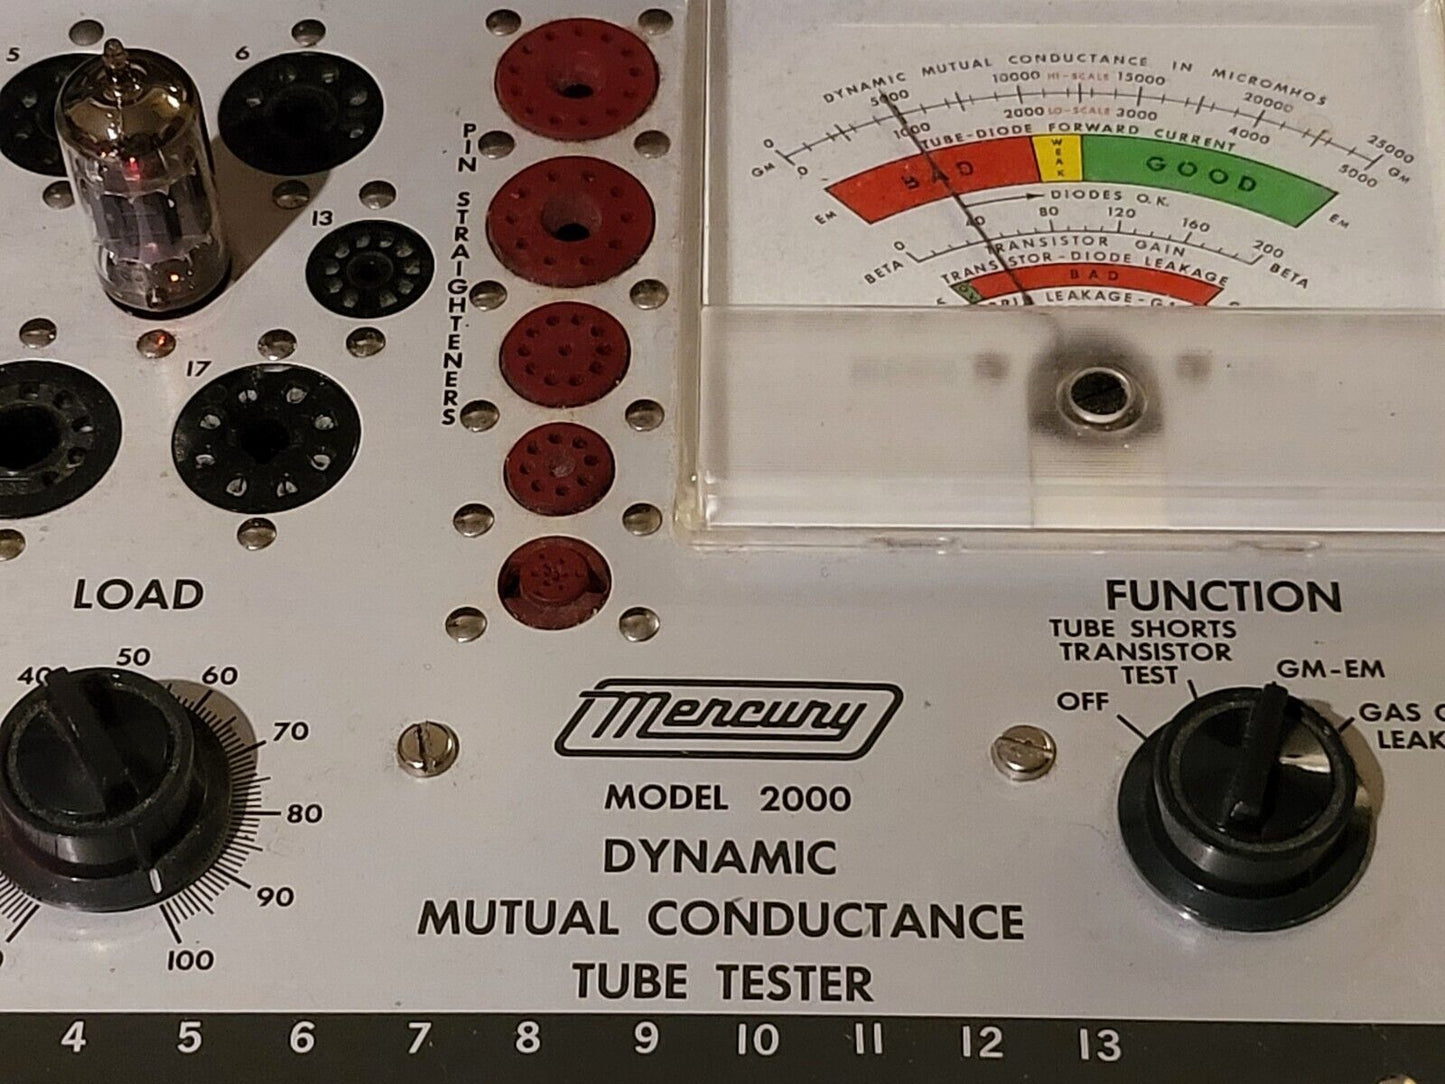 5
6
13
17
PIN STRAIGHTENERS
DYNAMIC MUTUAL CONDUCTANCE IN MICROMHOS
5000 10000 HI-SCALE 15000 20000 25000
0
GM GM
0 1000 2000 LO-SCALE 3000 4000 5000
TUBE-DIODE FORWARD CURRENT
BAD WEAK GOOD
EM EM
DIODES O.K.
0 40 80 120 160 200
BETA TRANSISTOR GAIN BETA
TRANSISTOR-DIODE LEAKAGE
BAD
LEAKAGE-G
LOAD
40 50 60 70 80 90 100
FUNCTION
TUBE SHORTS
TRANSISTOR
TEST
OFF
GM-EM
GAS
LEAK
Mercury
MODEL 2000
DYNAMIC
MUTUAL CONDUCTANCE
TUBE TESTER
4 5 6 7 8 9 10 11 12 13